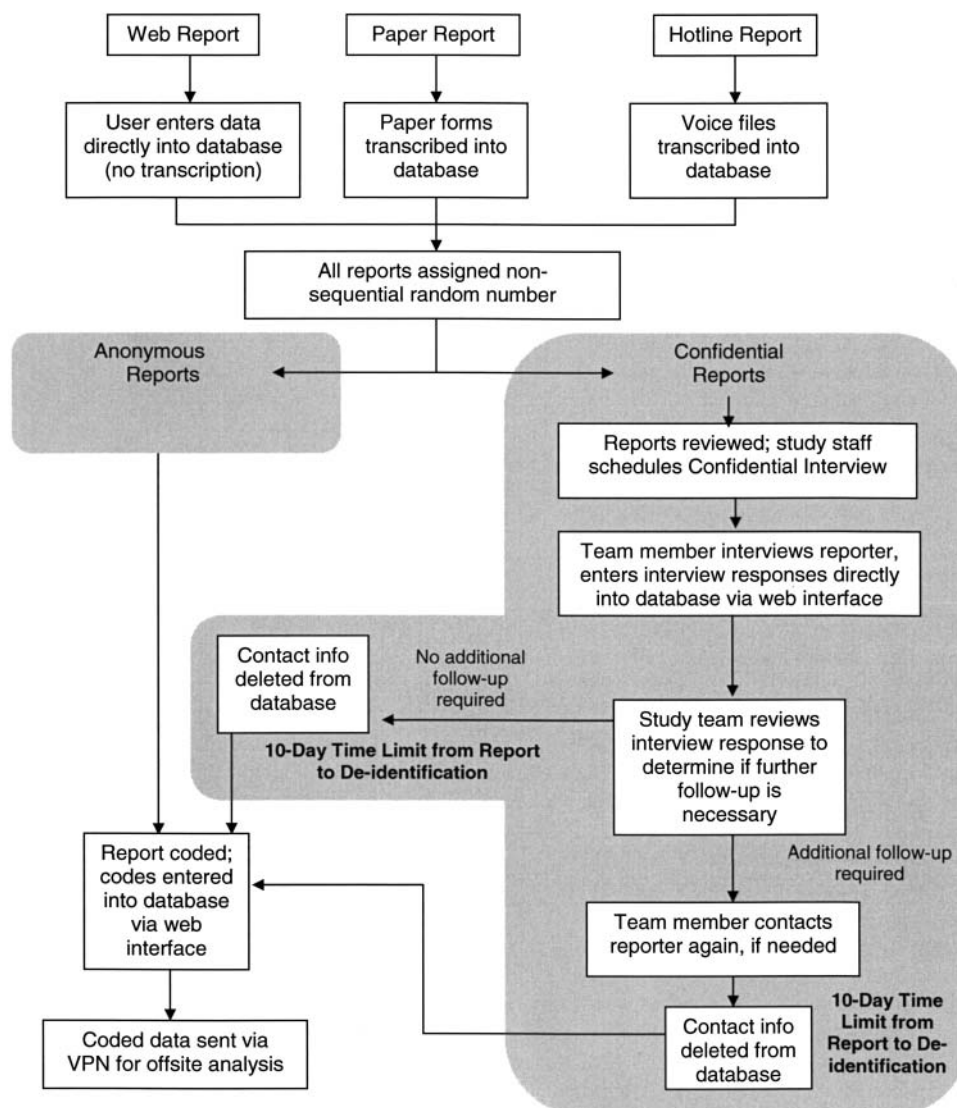 Web Report
Paper Report
Hotline Report
User enters data
directly into database
(no transcription)
Paper forms
transcribed into
database
Voice files
transcribed into
database
All reports assigned non-
sequential random number
Anonymous
Reports
Confidential
Reports
Reports reviewed; study staff
schedules Confidential Interview
Team member interviews reporter,
enters interview responses directly
into database via web interface
Contact info
deleted from
database
No additional
follow-up
required
10-Day Time Limit from Report
to De-identification
Study team reviews
interview response to
determine if further
follow-up is
necessary
Additional follow-up
required
Report coded;
codes entered
into database
via web
interface
Team member contacts
reporter again, if needed
Contact info
deleted from
database
10-Day Time
Limit from
Report to De-
identification
Coded data sent via
VPN for offsite analysis